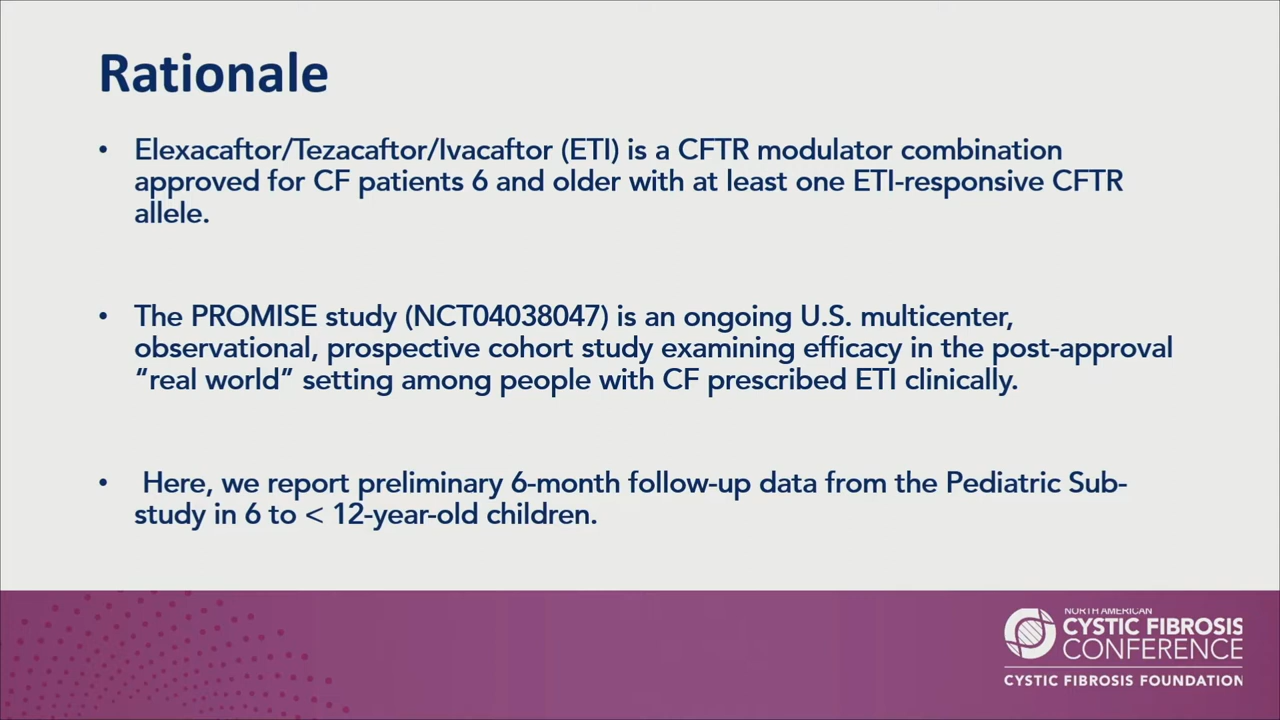 Rationale
• Elexacaftor/Tezacaftor/Ivacaftor (ETI) is a CFTR modulator combination
approved for CF patients 6 and older with at least one ETI-responsive CFTR
allele.
• The PROMISE study (NCT04038047) is an ongoing U.S. multicenter,
observational, prospective cohort study examining efficacy in the post-approval
“real world” setting among people with CF prescribed ETI clinically.
• Here, we report preliminary 6-month follow-up data from the Pediatric Sub-
study in 6 to < 12-year-old children.
NORTH AMERICAN
CYSTIC FIBROSIS
CONFERENCE
CYSTIC FIBROSIS FOUNDATION